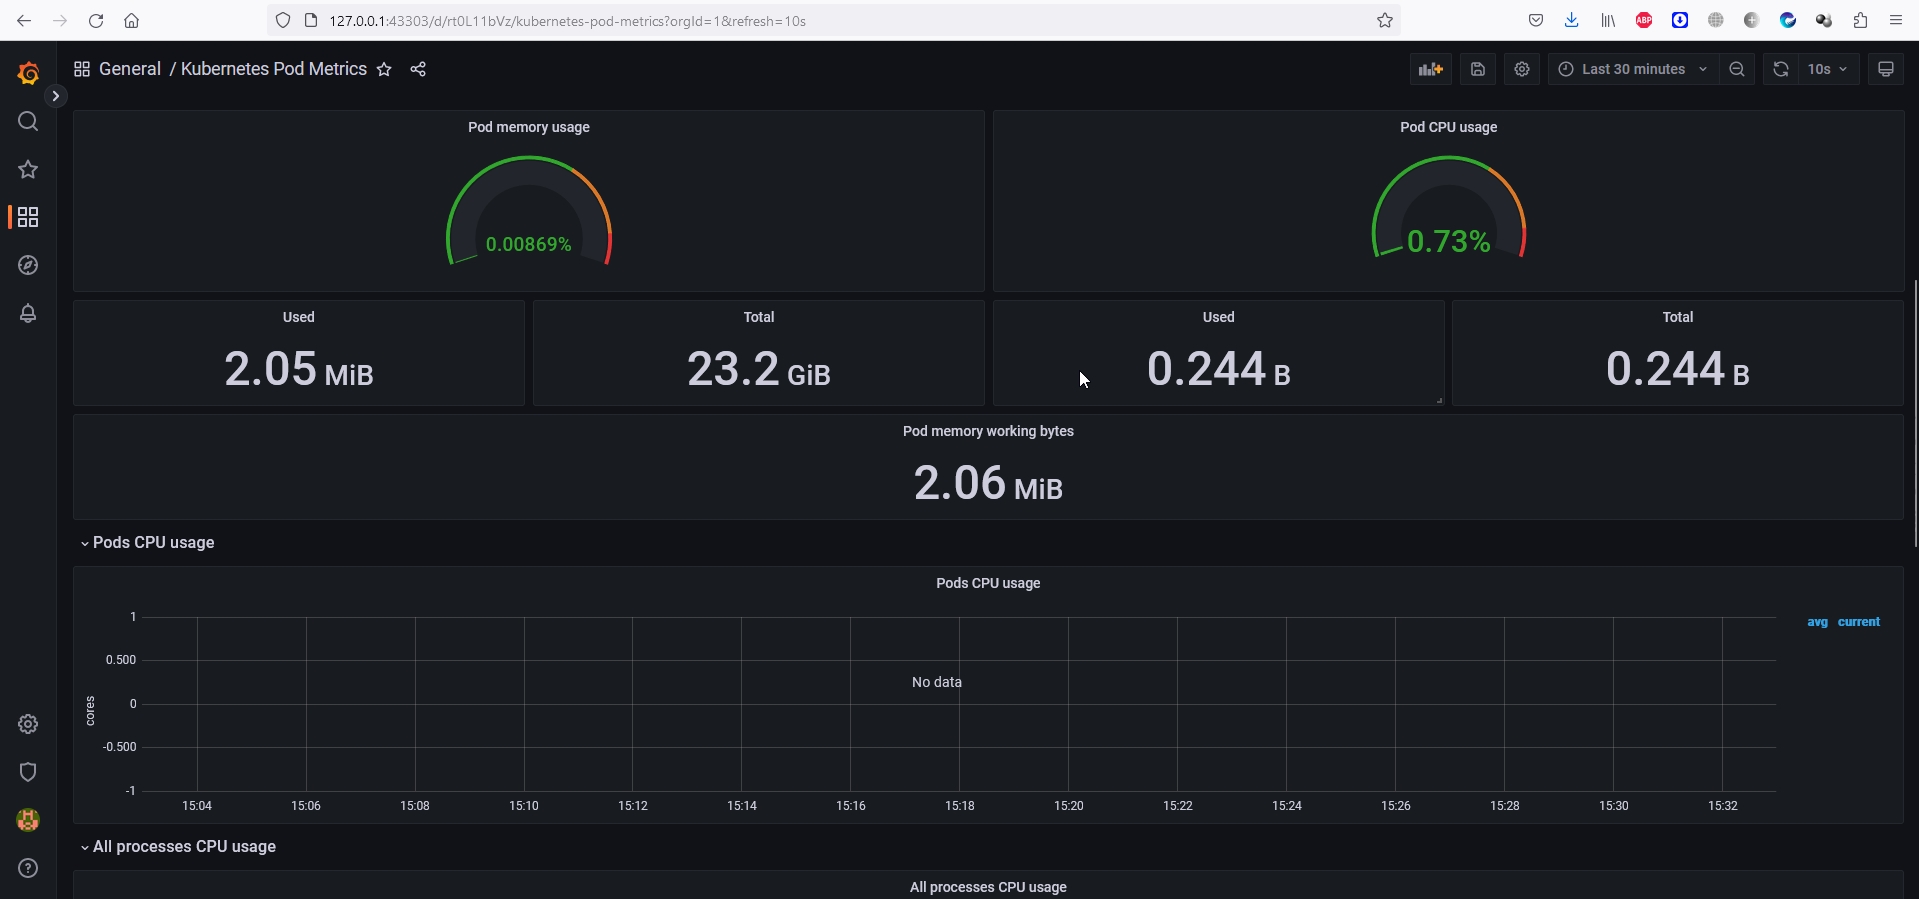 127.0.0.1:43303/d/rt0L11bVz/kubernetes-pod-metrics?orgId=1&refresh=10s
ABP
General / Kubernetes Pod Metrics
Last 30 minutes
10s
Pod memory usage
0.00869%
Pod CPU usage
0.73%
Used
2.05 MiB
Total
23.2 GiB
Used
0.244 B
Total
0.244 B
Pod memory working bytes
2.06 MiB
Pods CPU usage
Pods CPU usage
avg current
cores
1
0.500
0
-0.500
-1
No data
15:04 15:06 15:08 15:10 15:12 15:14 15:16 15:18 15:20 15:22 15:24 15:26 15:28 15:30 15:32
All processes CPU usage
All processes CPU usage